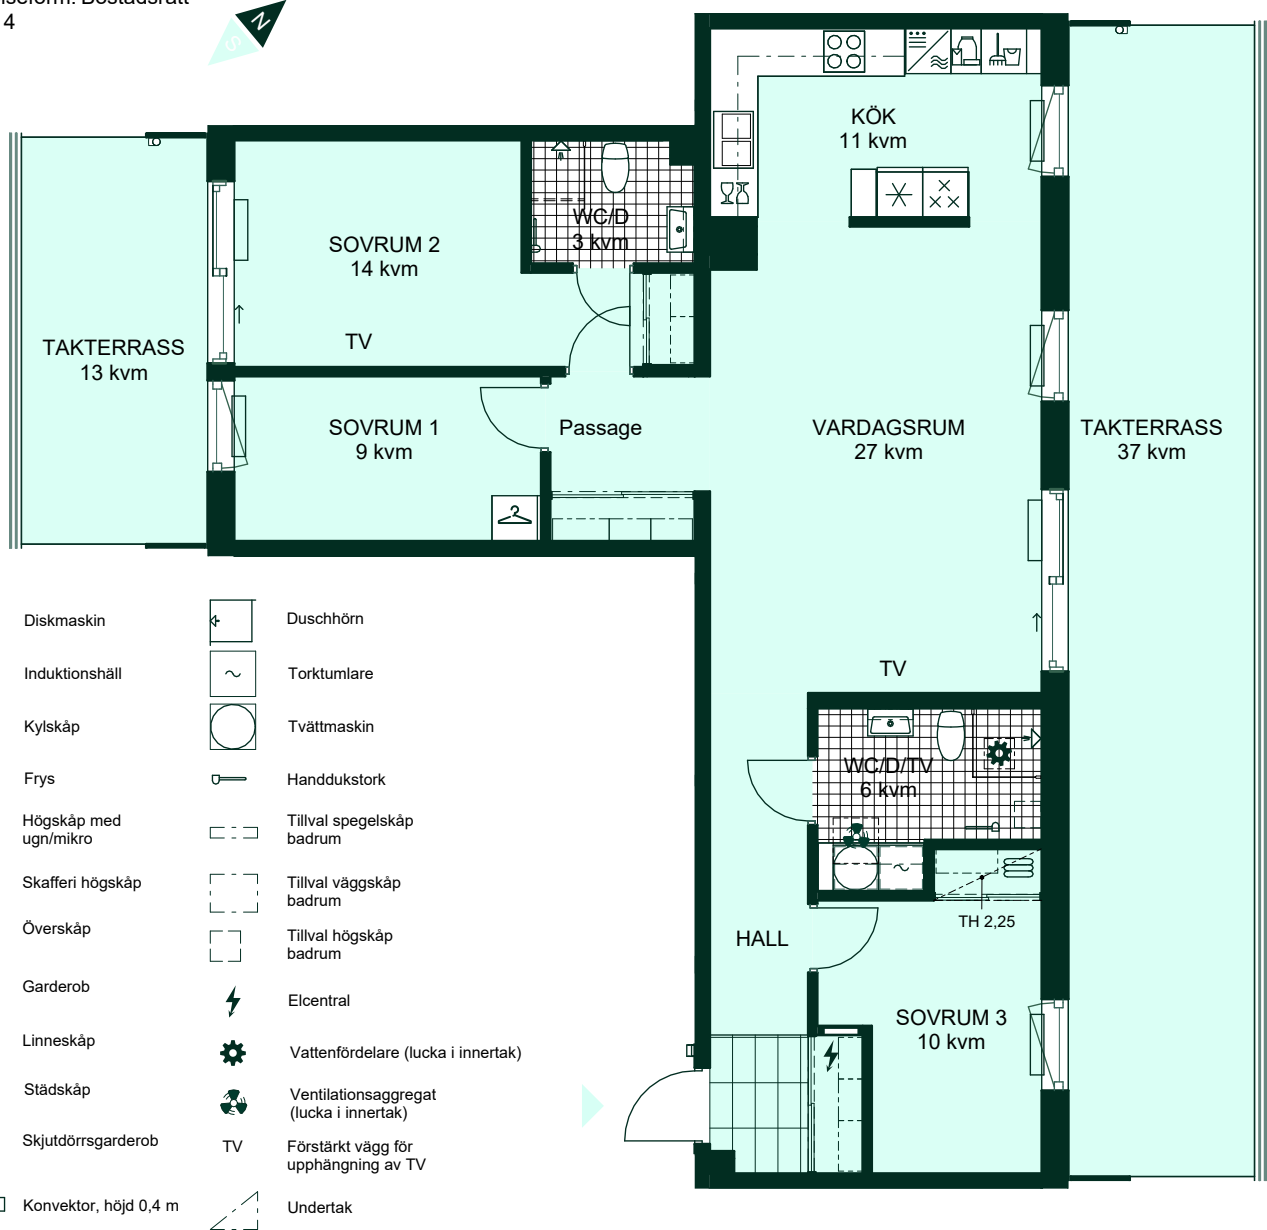 Bostadsrätt
4
N
S
KÖK
11 kvm
WC/D
3 kvm
SOVRUM 2
14 kvm
TV
TAKTERRASS
13 kvm
SOVRUM 1
9 kvm
Passage
VARDAGSRUM
27 kvm
TAKTERRASS
37 kvm
TV
WC/D/TV
6 kvm
TH 2,25
HALL
SOVRUM 3
10 kvm
Diskmaskin
Induktionshäll
Kylskåp
Frys
Högskåp med
ugn/mikro
Skafferi högskåp
Överskåp
Garderob
Linneskåp
Städskåp
Skjutdörrsgarderob
Konvektor, höjd 0,4 m
Duschhörn
Torktumlare
Tvättmaskin
Handdukstork
Tillval spegelskåp
badrum
Tillval väggskåp
badrum
Tillval högskåp
badrum
Elcentral
Vattenfördelare (lucka i innertak)
Ventilationsaggregat
(lucka i innertak)
TV
Förstärkt vägg för
upphängning av TV
Undertak